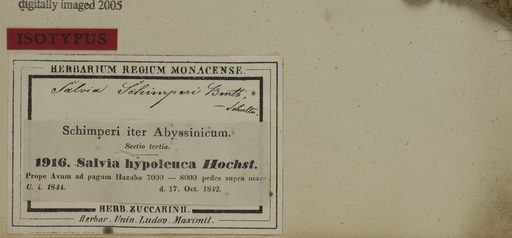 digitally imaged 2005
ISOTYPUS
HERBARIUM REGIUM MONACENSE.
Salvia Schimperi Benth.
Schimperi iter Abyssinicum.
Sectio tertia.
1916. Salvia hypoleuca Hochst.
Prope Axum ad pagum Hazabo 7000 — 8000 pedes supra mare
U. i. 1844. d. 17. Oct. 1842.
HERB. ZUCCARINII.
Herbar. Univ. Ludov. Maximil.